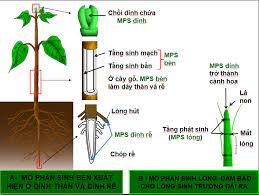 Chồi đỉnh chứa
MPS đỉnh
Tầng sinh mạch
Tầng sinh bần
MPS
bên
Ở cây gỗ, MPS bên
làm dày thân và rễ
Lông hút
MPS đỉnh rễ
Chóp rễ
A- MÔ PHÂN SINH BÊN XUẤT
HIỆN Ở ĐỈNH THÂN VÀ ĐỈNH RỄ
MPS đỉnh
trở thành
cành hoa
Lá
non
Tầng phát sinh
(MPS lóng)
Mắt
lóng
B - MÔ PHÂN SINH LÓNG: ĐẢM BẢO
CHO LÓNG SINH TRƯỞNG DÀI RA